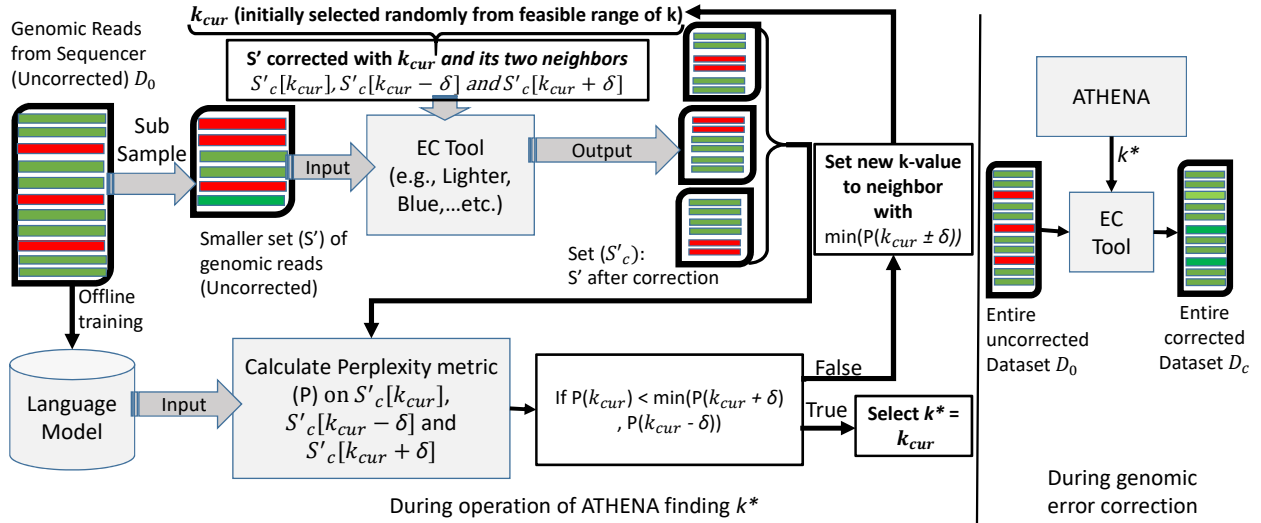 k_cur (initially selected randomly from feasible range of k)
Genomic Reads
from Sequencer
(Uncorrected) D₀
S' corrected with k_cur and its two neighbors
S'_c[k_cur], S'_c[k_cur − δ] and S'_c[k_cur + δ]
Sub
Sample
Input
EC Tool
(e.g., Lighter,
Blue,...etc.)
Output
Smaller set (S') of
genomic reads
(Uncorrected)
Set (S'_c):
S' after correction
Set new k-value
to neighbor
with
min(P(k_cur ± δ))
Offline
training
Language
Model
Input
Calculate Perplexity metric
(P) on S'_c[k_cur],
S'_c[k_cur − δ] and
S'_c[k_cur + δ]
If P(k_cur) < min(P(k_cur + δ)
, P(k_cur - δ))
False
True
Select k* =
k_cur
During operation of ATHENA finding k*
ATHENA
k*
EC
Tool
Entire
uncorrected
Dataset D₀
Entire
corrected
Dataset D_c
During genomic
error correction